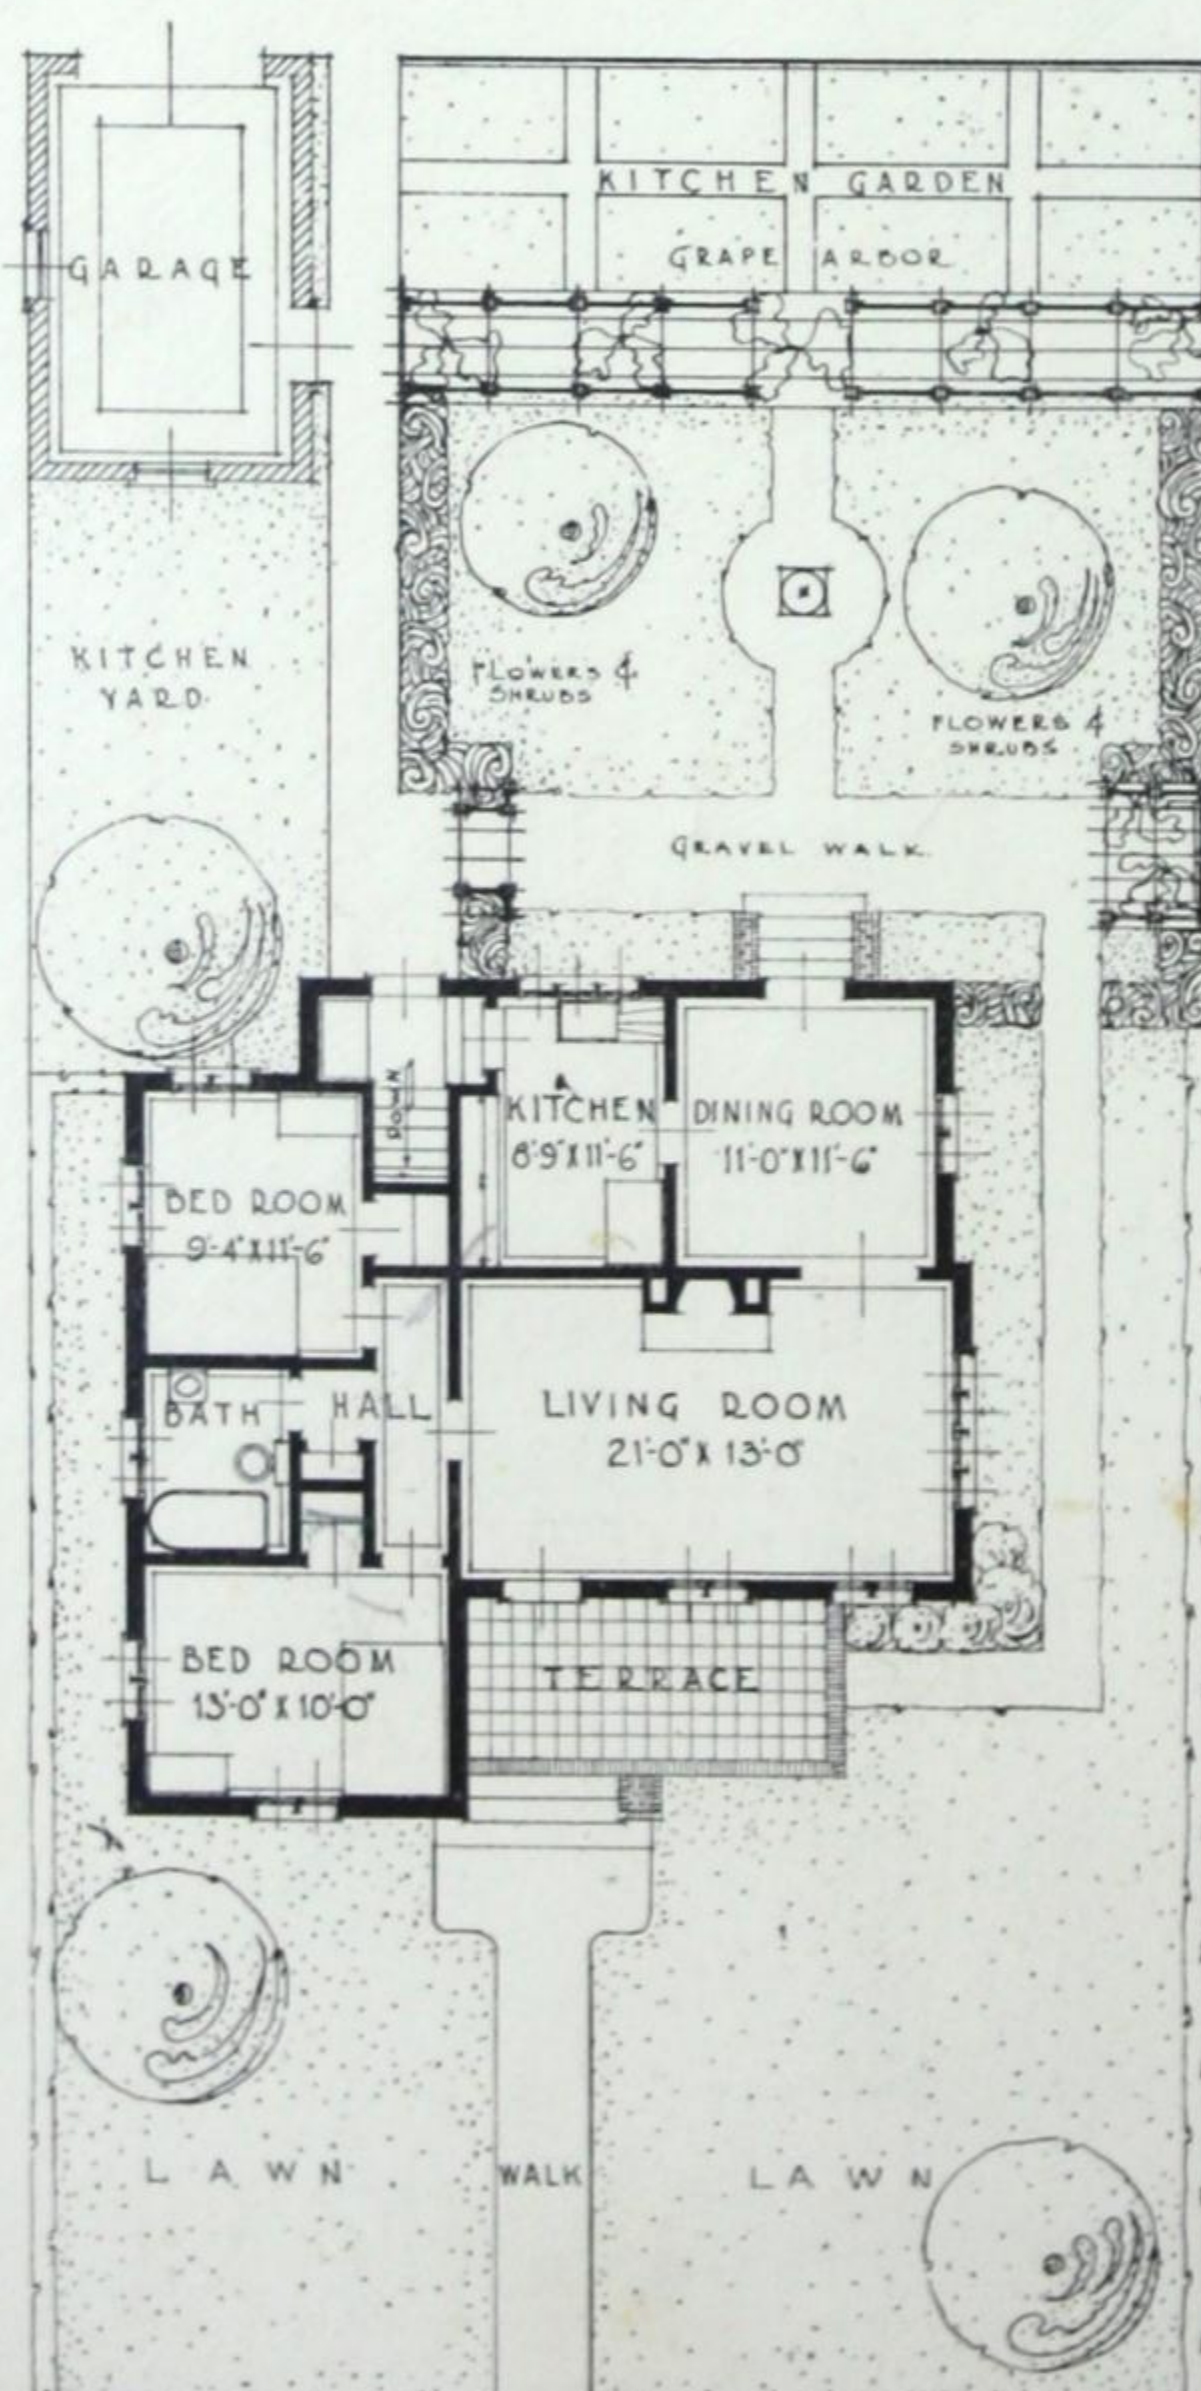 KITCHEN GARDEN
GRAPE ARBOR
GARAGE
KITCHEN
YARD
FLOWERS &
SHRUBS
FLOWERS &
SHRUBS
GRAVEL WALK
DOWN
KITCHEN
8'-9" X 11'-6"
DINING ROOM
11'-0" X 11'-6"
BED ROOM
9'-4" X 11'-6"
BATH
HALL
LIVING ROOM
21'-0" X 13'-0"
BED ROOM
13'-0" X 10'-0"
TERRACE
LAWN
WALK
LAWN